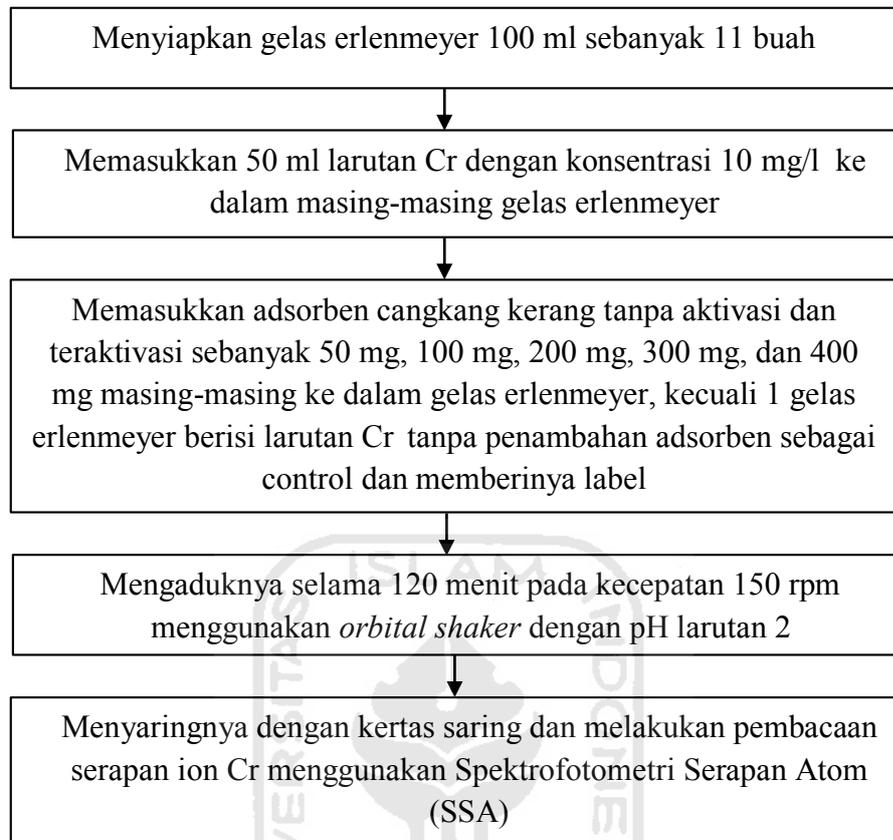 Menyiapkan gelas erlenmeyer 100 ml sebanyak 11 buah
Memasukkan 50 ml larutan Cr dengan konsentrasi 10 mg/l ke
dalam masing-masing gelas erlenmeyer
Memasukkan adsorben cangkang kerang tanpa aktivasi dan
teraktivasi sebanyak 50 mg, 100 mg, 200 mg, 300 mg, dan 400
mg masing-masing ke dalam gelas erlenmeyer, kecuali 1 gelas
erlenmeyer berisi larutan Cr tanpa penambahan adsorben sebagai
control dan memberinya label
ISLAM
Mengaduknya selama 120 menit pada kecepatan 150 rpm
menggunakan orbital shaker dengan pH larutan 2
Menyaringnya dengan kertas saring dan melakukan pembacaan
serapan ion Cr menggunakan Spektrofotometri Serapan Atom
(SSA)